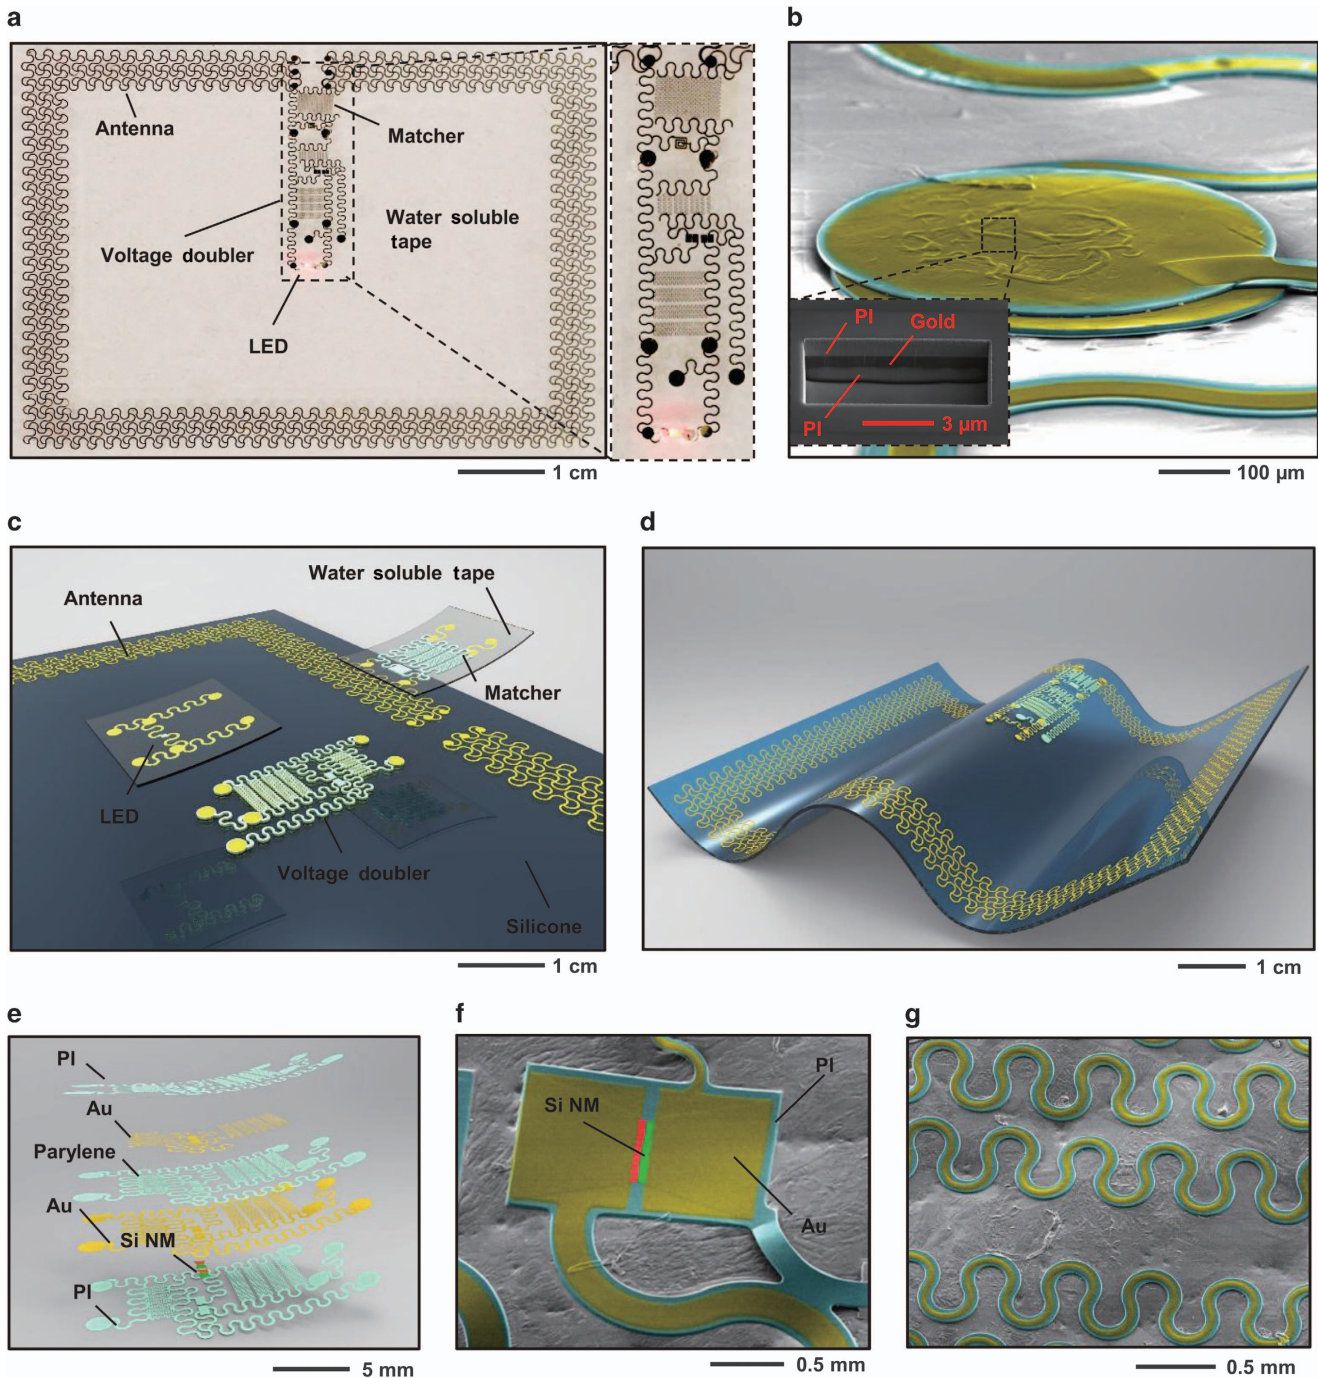 a
Antenna
Matcher
Voltage doubler
Water soluble
tape
LED
1 cm
b
PI
Gold
PI
3 µm
100 µm
c
Water soluble tape
Antenna
Matcher
LED
Voltage doubler
Silicone
1 cm
d
1 cm
e
PI
Au
Parylene
Au
Si NM
PI
5 mm
f
PI
Si NM
Au
0.5 mm
g
0.5 mm